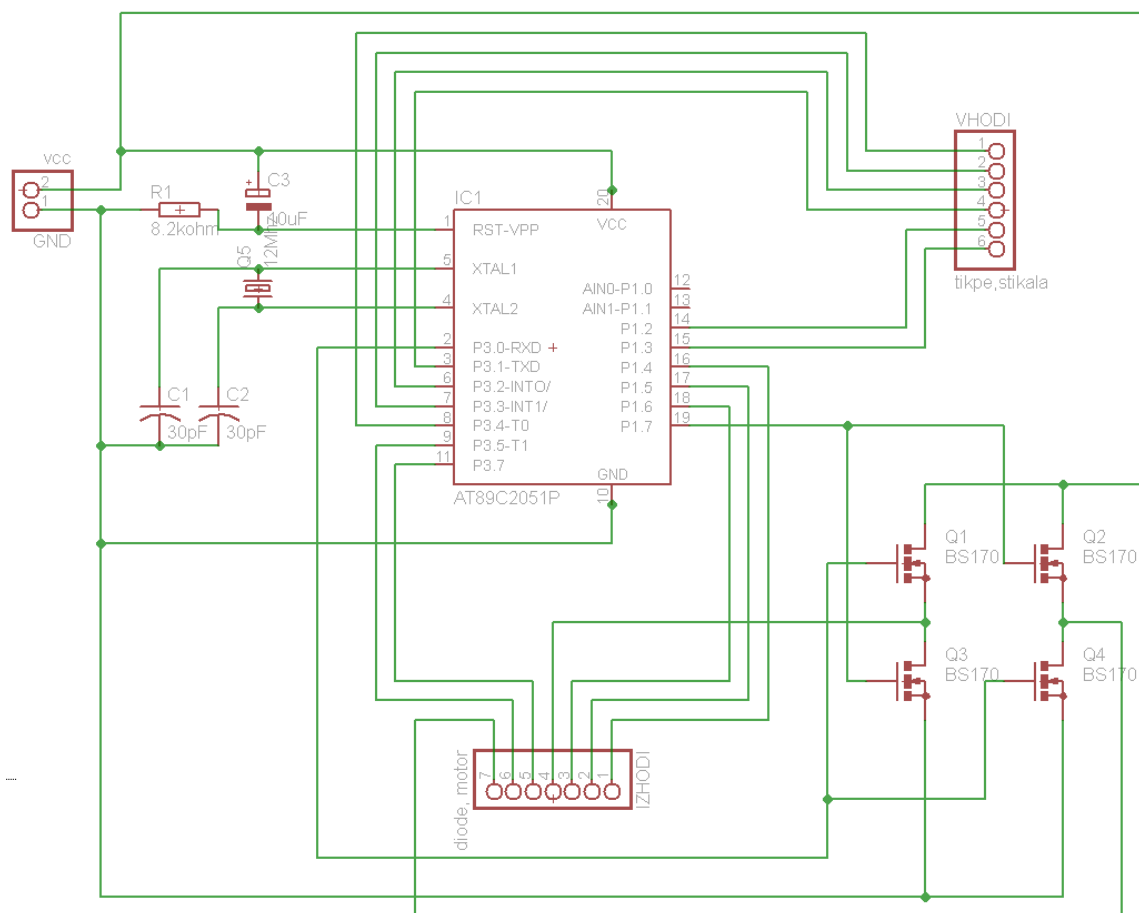 VHODI
1
2
3
4
5
6
tikpe,stikala
VCC
2
1
GND
R1
8.2kohm
C3
10uF
Q5
12Mhz
IC1
20
VCC
1
RST-VPP
5
XTAL1
4
XTAL2
2
P3.0-RXD
3
P3.1-TXD
6
P3.2-INTO/
7
P3.3-INT1/
8
P3.4-T0
9
P3.5-T1
11
P3.7
AIN0-P1.0
12
AIN1-P1.1
13
P1.2
14
P1.3
15
P1.4
16
P1.5
17
P1.6
18
P1.7
19
GND
10
AT89C2051P
C1
30pF
C2
30pF
Q1
BS170
Q2
BS170
Q3
BS170
Q4
BS170
diode, motor
7
6
5
4
3
2
1
IZHODI